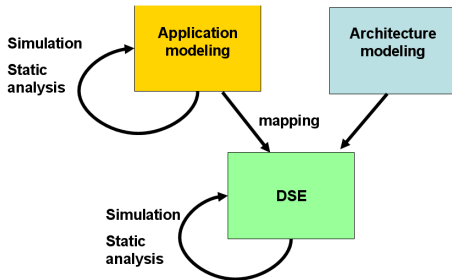 Simulation
Static
analysis
Application
modeling
Architecture
modeling
mapping
DSE
Simulation
Static
analysis